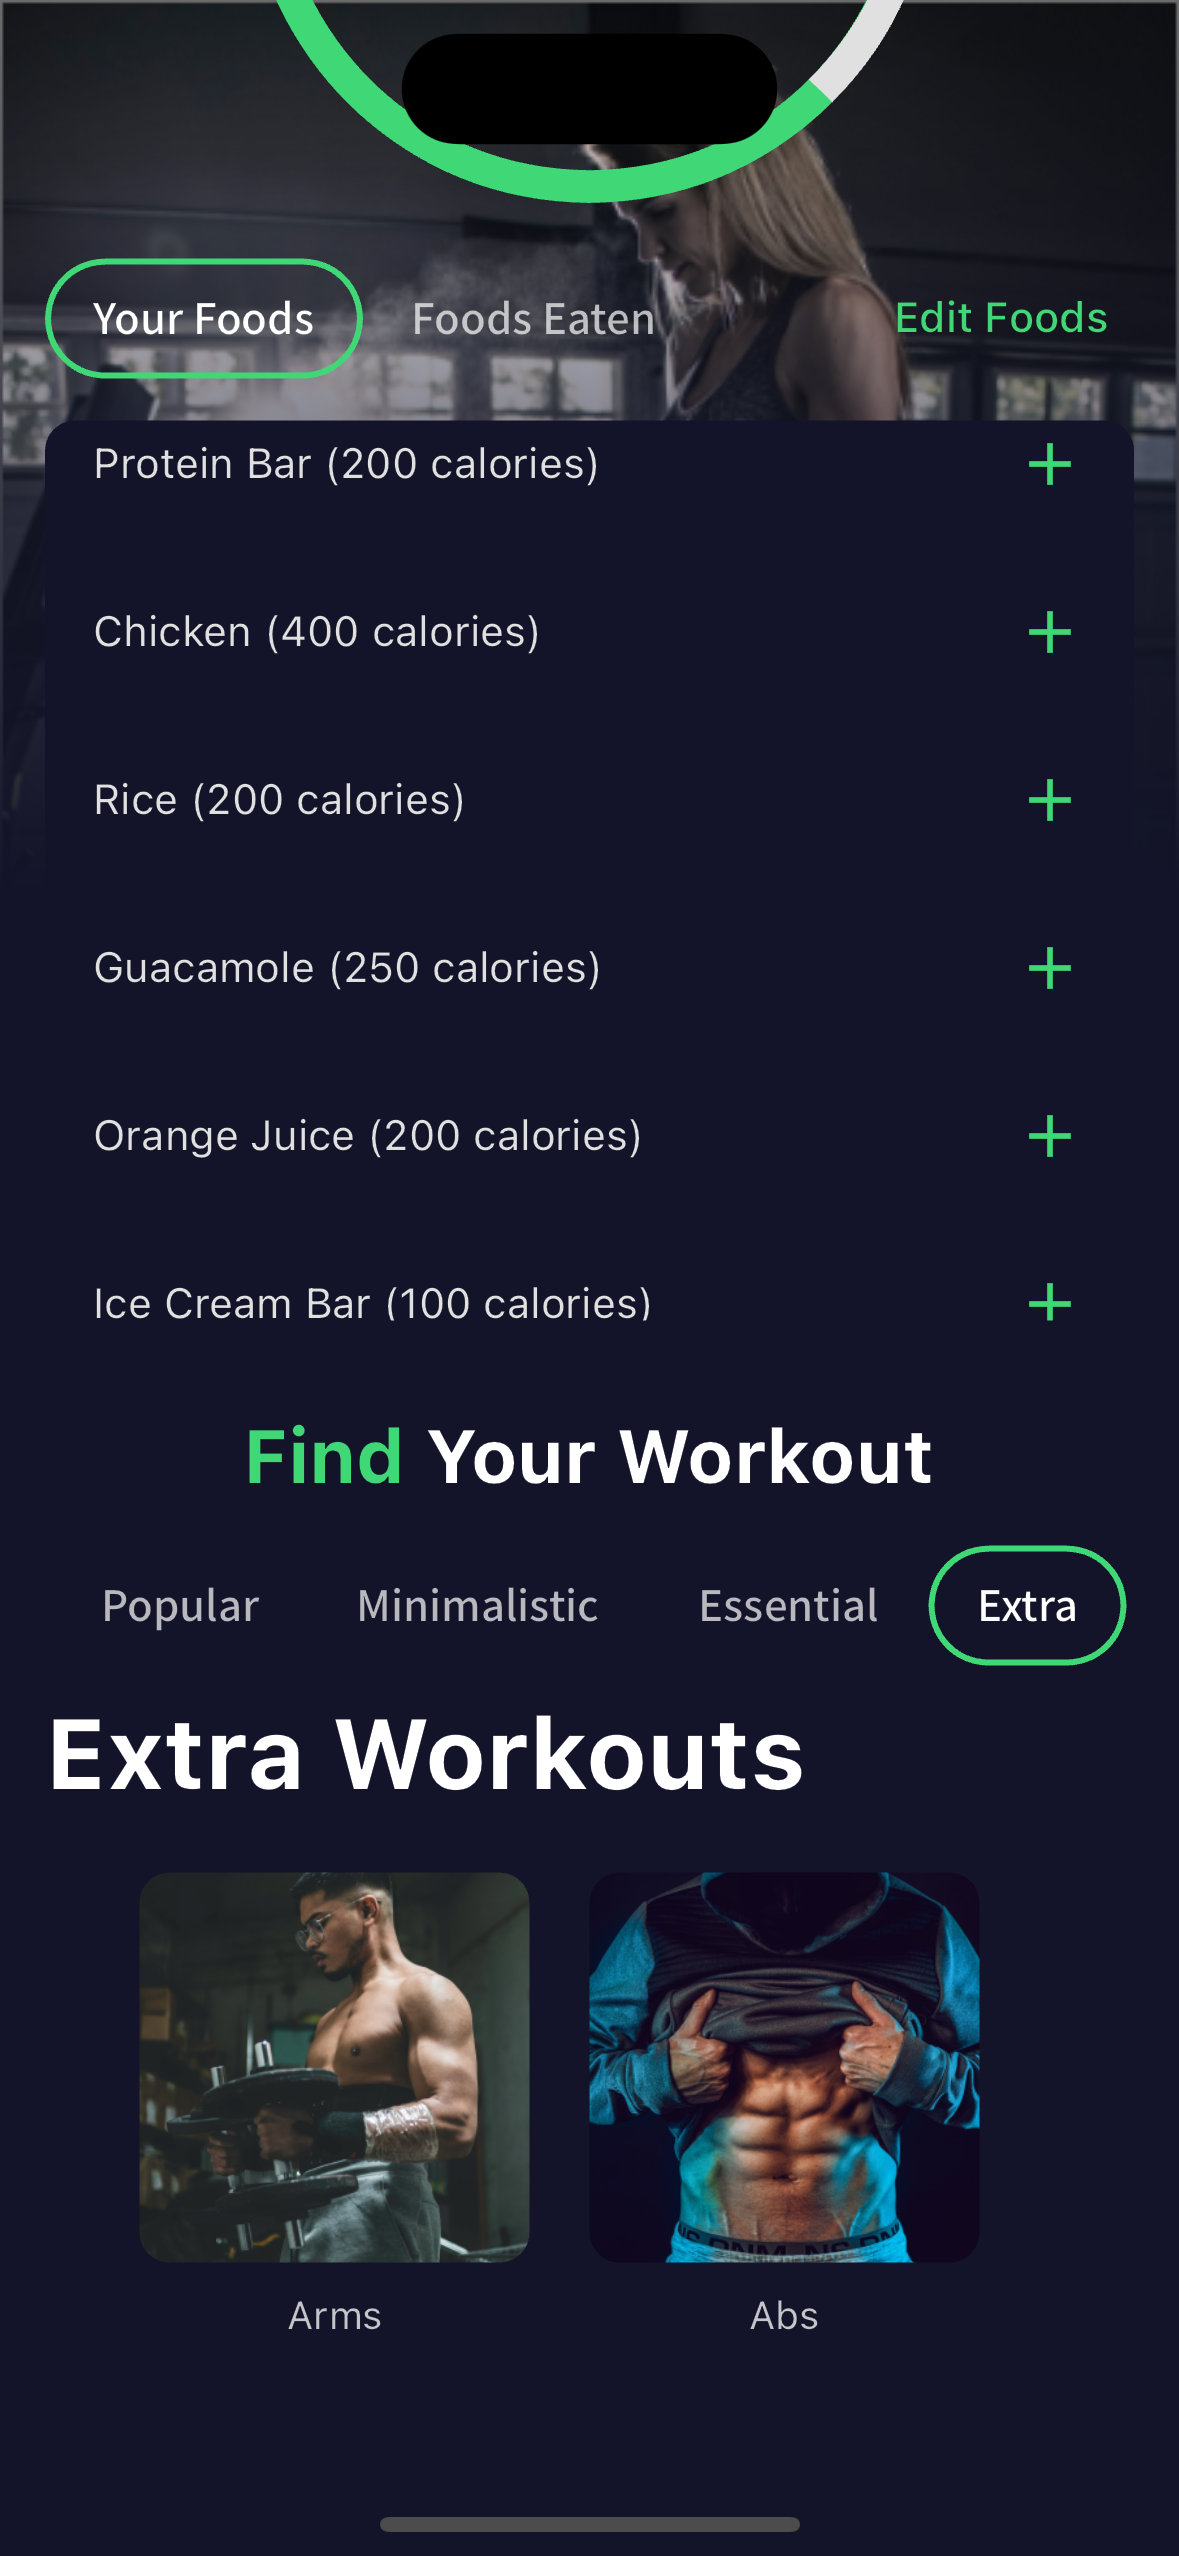 Your Foods
Foods Eaten
Edit Foods
Protein Bar (200 calories)
Chicken (400 calories)
Rice (200 calories)
Guacamole (250 calories)
Orange Juice (200 calories)
Ice Cream Bar (100 calories)
Find Your Workout
Popular
Minimalistic
Essential
Extra
Extra Workouts
Arms
Abs